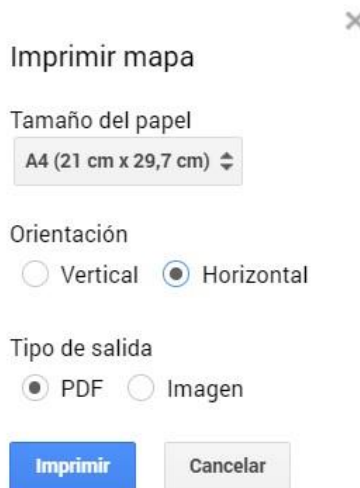 Imprimir mapa
Tamaño del papel
A4 (21 cm x 29,7 cm)
Orientación
Vertical Horizontal
Tipo de salida
PDF Imagen
Imprimir Cancelar